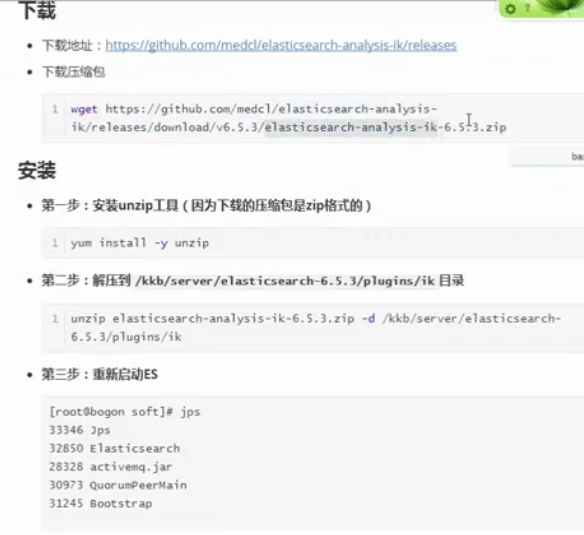 下载
下载地址：https://github.com/medcl/elasticsearch-analysis-ik/releases
下载压缩包
1 wget https://github.com/medcl/elasticsearch-analysis-
ik/releases/download/v6.5.3/elasticsearch-analysis-ik-6.5.3.zip
bas
安装
第一步：安装unzip工具（因为下载的压缩包是zip格式的）
1 yum install -y unzip
第二步：解压到 /kkb/server/elasticsearch-6.5.3/plugins/ik 目录
1 unzip elasticsearch-analysis-ik-6.5.3.zip -d /kkb/server/elasticsearch-
6.5.3/plugins/ik
第三步：重新启动ES
[root@bogon soft]# jps
33346 Jps
32850 Elasticsearch
28328 activemq.jar
30973 QuorumPeerMain
31245 Bootstrap